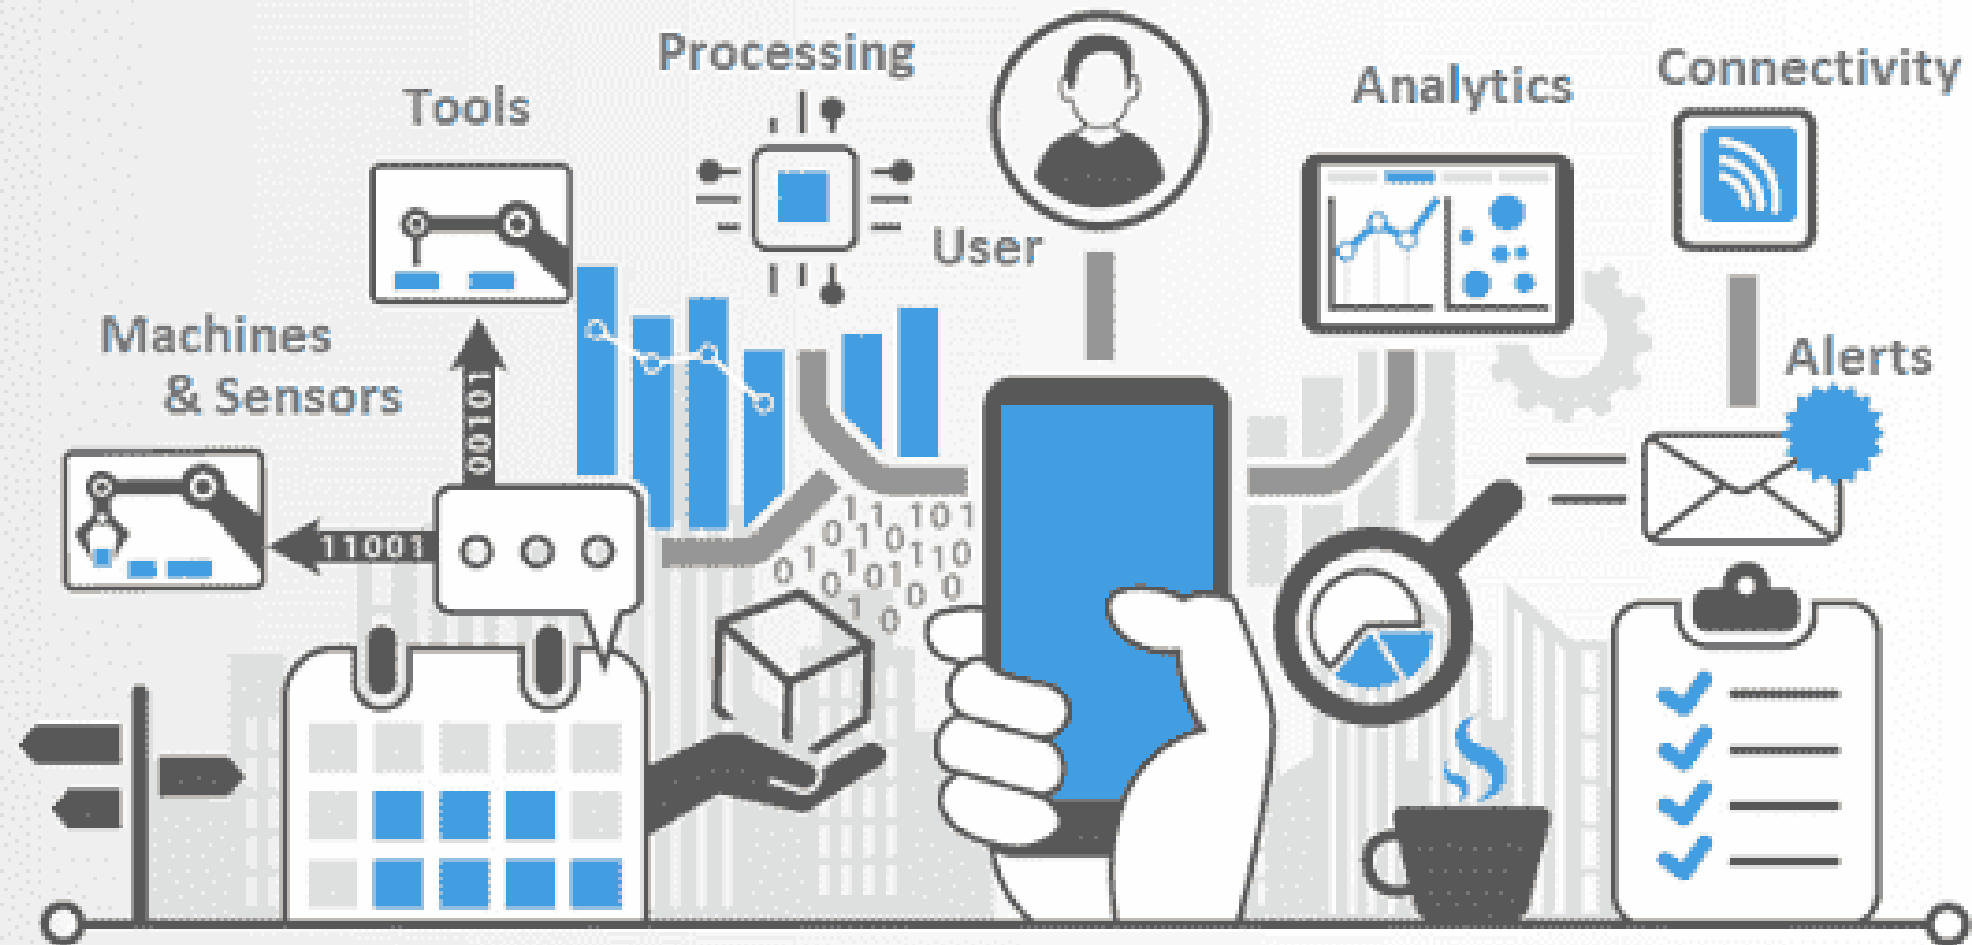 Processing
Connectivity
Analytics
Tools
User
Machines
& Sensors
Alerts
00101
11001